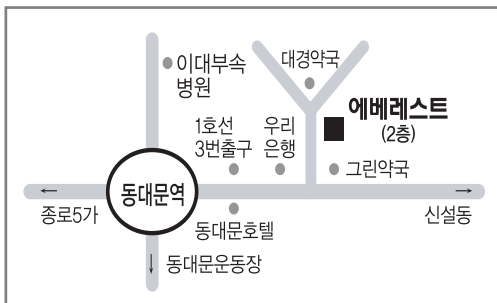 이대부속
병원
대경약국
에베레스트
(2층)
1호선
3번출구
우리
은행
그린약국
동대문역
←
종로5가
→
신설동
동대문호텔
↓
동대문운동장